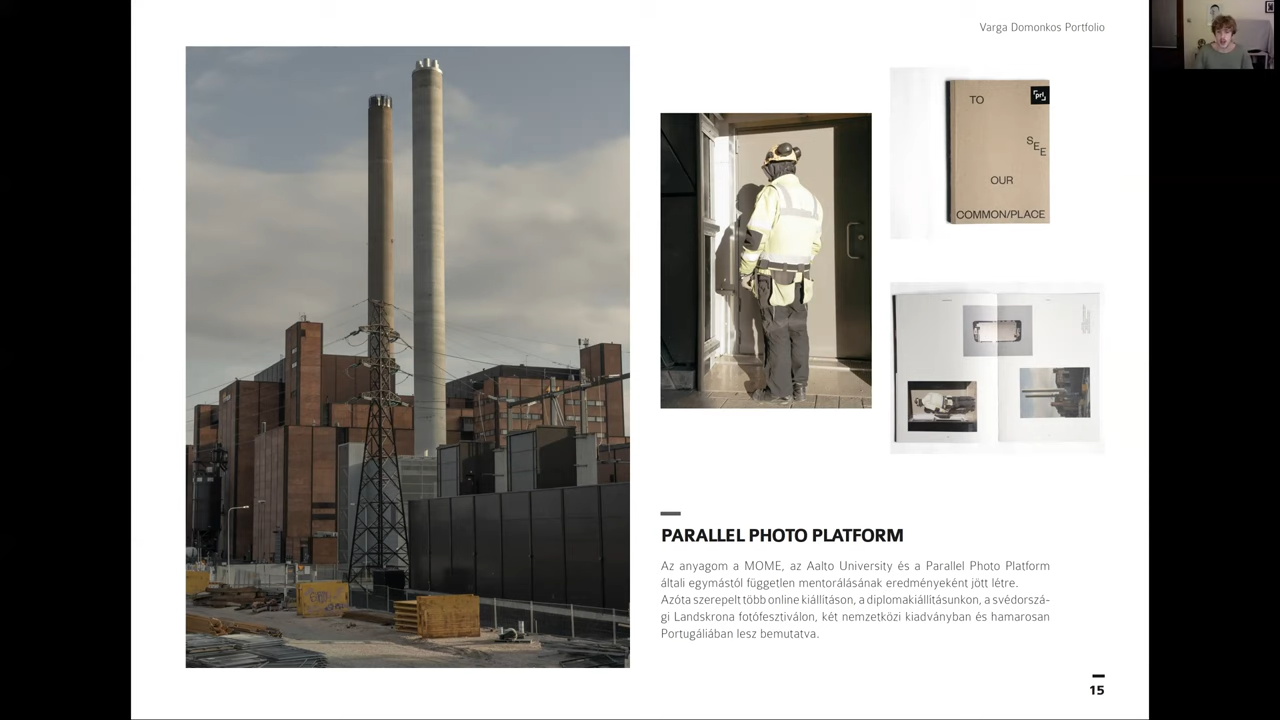 Varga Domonkos Portfolio
TO
prl
SEE
OUR
COMMON/PLACE
PARALLEL PHOTO PLATFORM
Az anyagom a MOME, az Aalto University és a Parallel Photo Platform
általi egymástól független mentorálásának eredményeként jött létre.
Azóta szerepelt több online kiállításon, a diplomakiállításunkon, a svédorszá-
gi Landskrona fotófesztiválon, két nemzetközi kiadványban és hamarosan
Portugáliában lesz bemutatva.
15